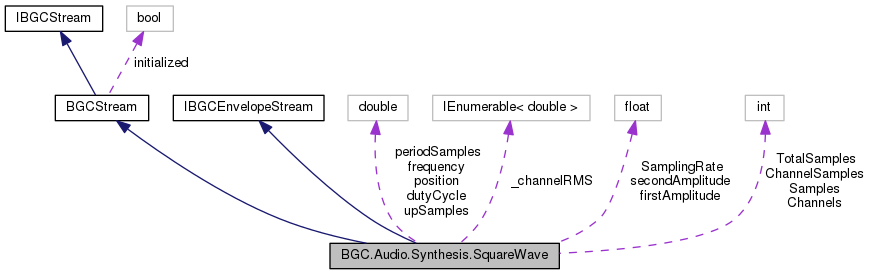 IBGCStream
bool
initialized
BGCStream
IBGCEnvelopeStream
double
IEnumerable< double >
float
int
periodSamples
frequency
position
dutyCycle
upSamples
_channelRMS
SamplingRate
secondAmplitude
firstAmplitude
TotalSamples
ChannelSamples
Samples
Channels
BGC.Audio.Synthesis.SquareWave